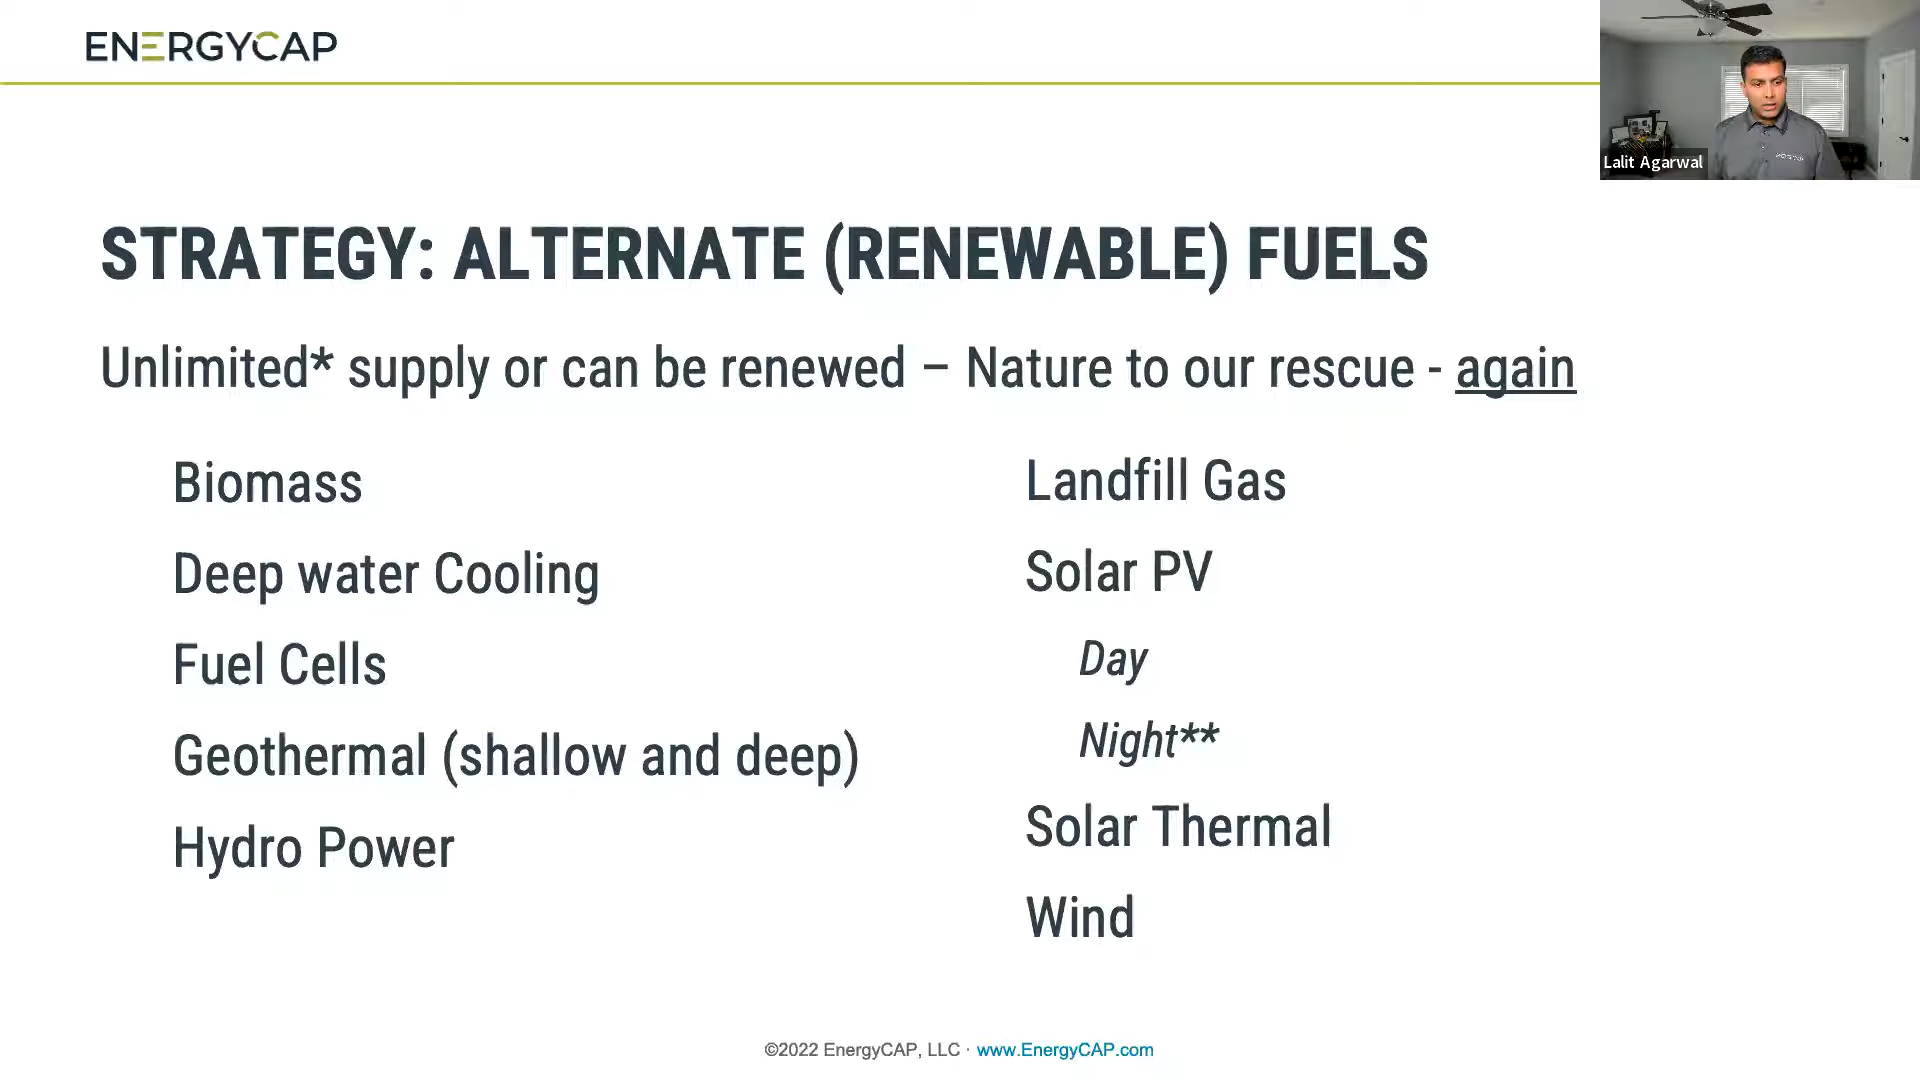 ENERGYCAP
Lalit Agarwal
STRATEGY: ALTERNATE (RENEWABLE) FUELS
Unlimited* supply or can be renewed – Nature to our rescue - again
Biomass
Deep water Cooling
Fuel Cells
Geothermal (shallow and deep)
Hydro Power
Landfill Gas
Solar PV
Day
Night**
Solar Thermal
Wind
©2022 EnergyCAP, LLC · www.EnergyCAP.com